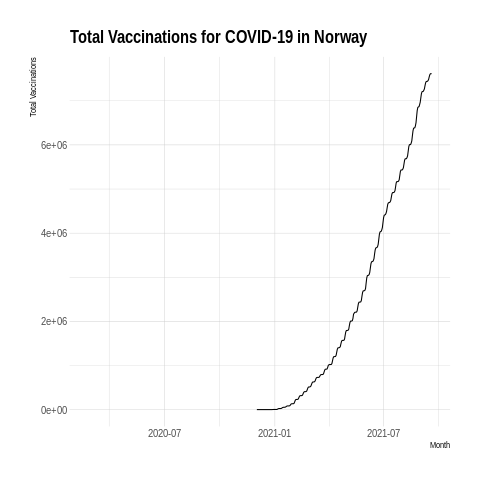 Total Vaccinations for COVID-19 in Norway
Total Vaccinations
6e+06
4e+06
2e+06
0e+00
2020-07 2021-01 2021-07
Month